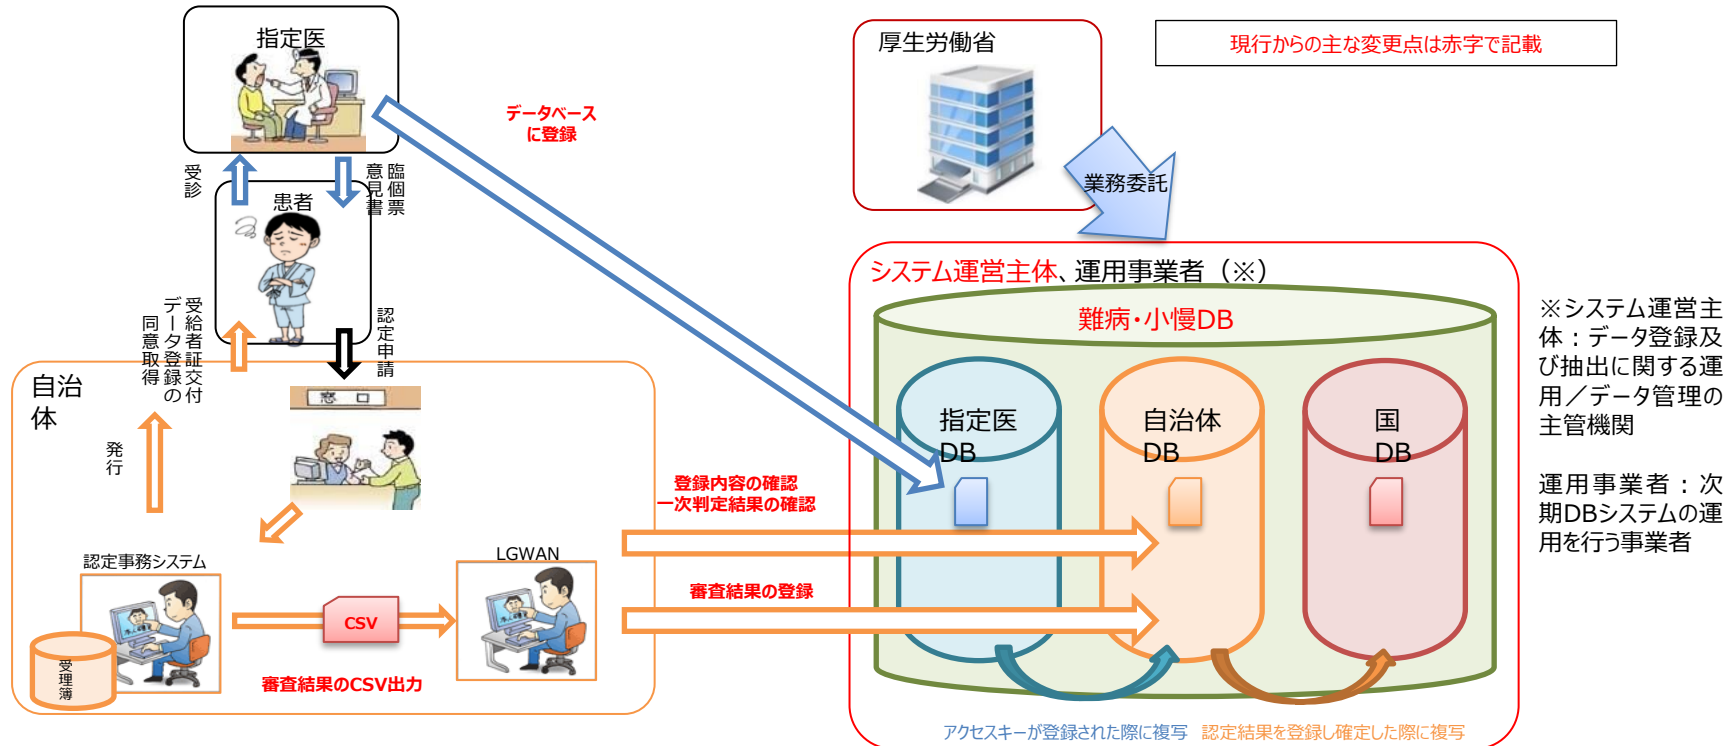 指定医
厚生労働省
現行からの主な変更点は赤字で記載
データベース
に登録
受診
臨個票
意見書
業務委託
患者
システム運営主体、運用事業者（※）
難病・小慢DB
受給者証交付
データ登録の
同意取得
認定申請
※システム運営主
体：データ登録及
び抽出に関する運
用／データ管理の
主管機関
自治
体
窓口
指定医
DB
自治体
DB
国
DB
発行
登録内容の確認
一次判定結果の確認
運用事業者：次
期DBシステムの運
用を行う事業者
認定事務システム
LGWAN
審査結果の登録
CSV
受理簿
審査結果のCSV出力
アクセスキーが登録された際に複写
認定結果を登録し確定した際に複写